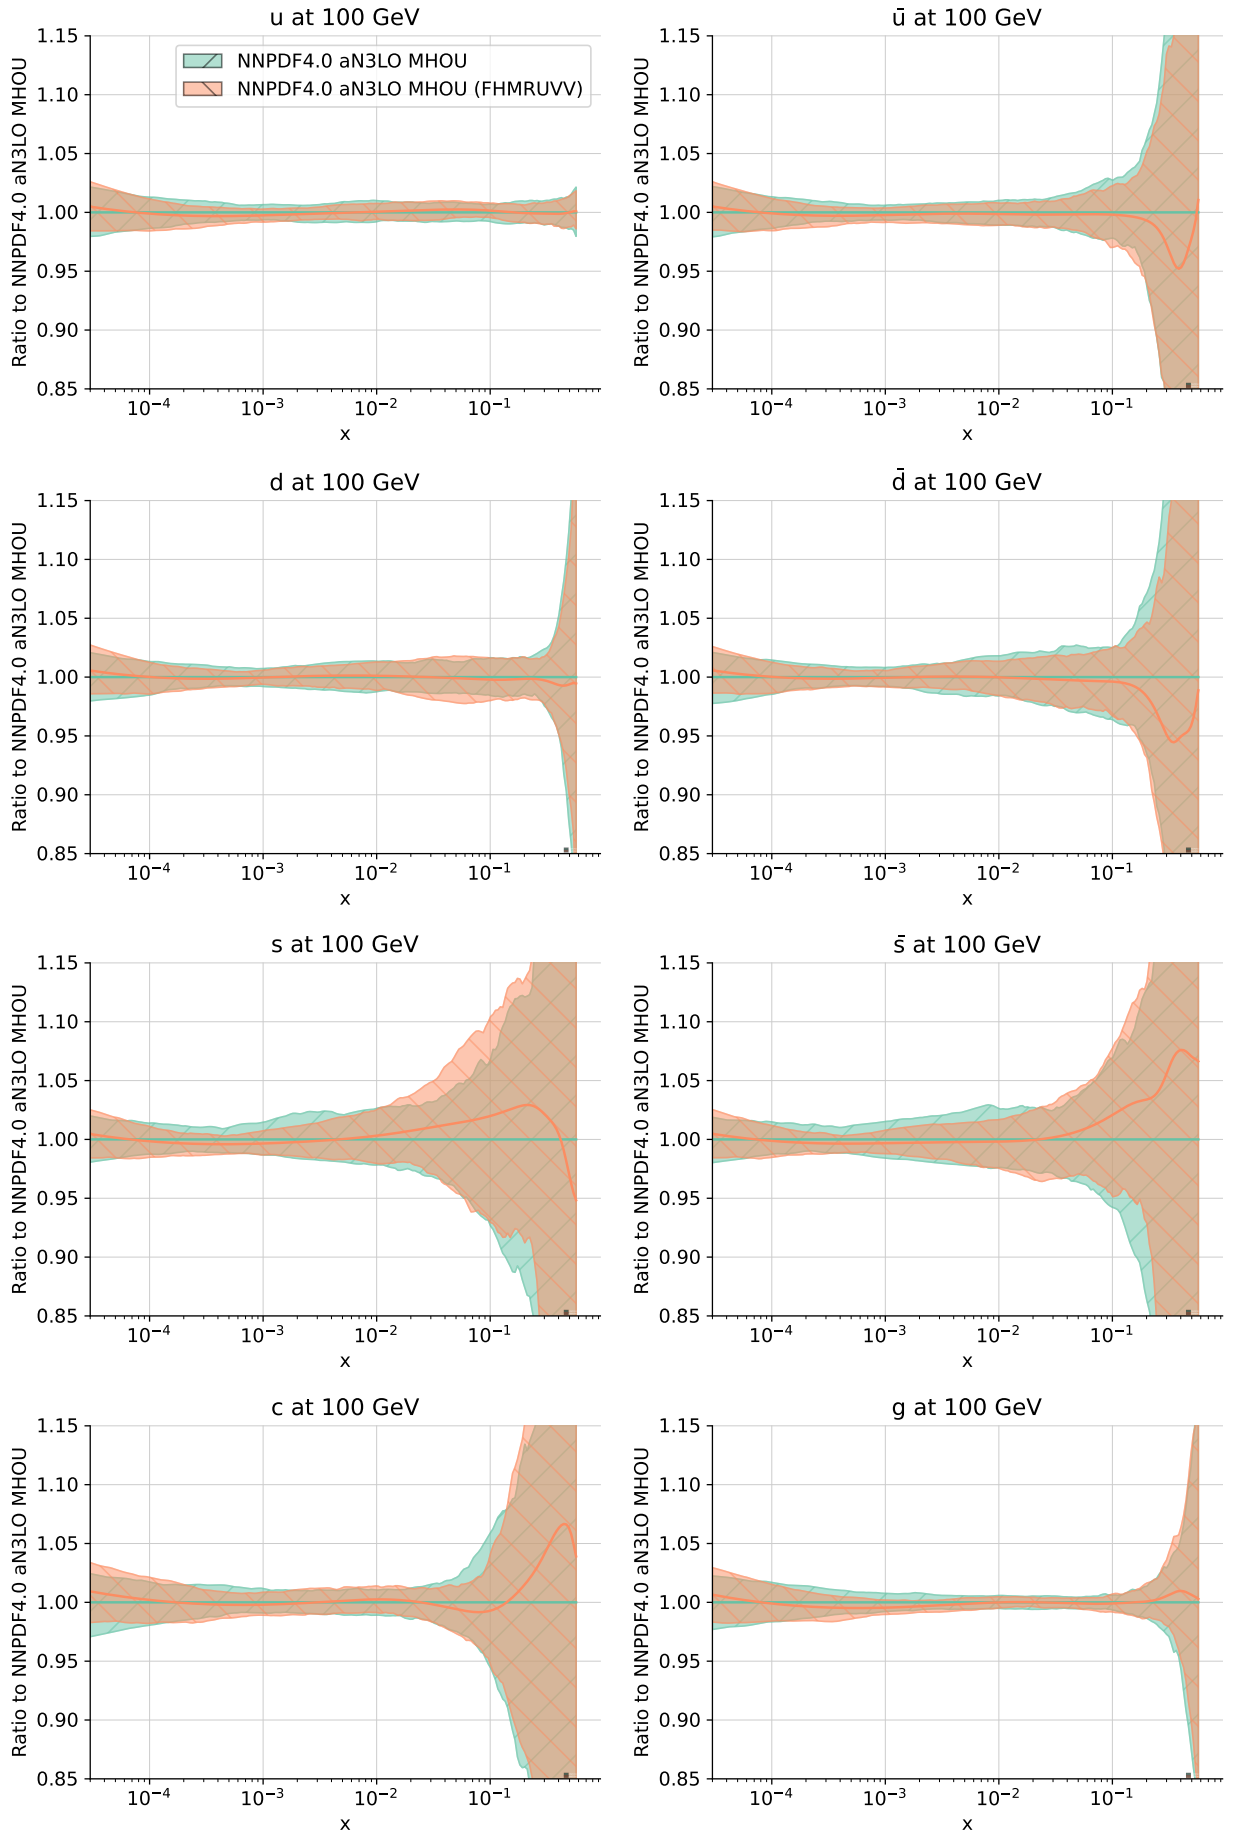 u at 100 GeV
Ratio to NNPDF4.0 aN3LO MHOU
1.15
1.10
1.05
1.00
0.95
0.90
0.85
NNPDF4.0 aN3LO MHOU
NNPDF4.0 aN3LO MHOU (FHMRUVV)
10⁻⁴ 10⁻³ 10⁻² 10⁻¹
x
ū at 100 GeV
Ratio to NNPDF4.0 aN3LO MHOU
1.15
1.10
1.05
1.00
0.95
0.90
0.85
10⁻⁴ 10⁻³ 10⁻² 10⁻¹
x
d at 100 GeV
Ratio to NNPDF4.0 aN3LO MHOU
1.15
1.10
1.05
1.00
0.95
0.90
0.85
10⁻⁴ 10⁻³ 10⁻² 10⁻¹
x
d̄ at 100 GeV
Ratio to NNPDF4.0 aN3LO MHOU
1.15
1.10
1.05
1.00
0.95
0.90
0.85
10⁻⁴ 10⁻³ 10⁻² 10⁻¹
x
s at 100 GeV
Ratio to NNPDF4.0 aN3LO MHOU
1.15
1.10
1.05
1.00
0.95
0.90
0.85
10⁻⁴ 10⁻³ 10⁻² 10⁻¹
x
s̄ at 100 GeV
Ratio to NNPDF4.0 aN3LO MHOU
1.15
1.10
1.05
1.00
0.95
0.90
0.85
10⁻⁴ 10⁻³ 10⁻² 10⁻¹
x
c at 100 GeV
Ratio to NNPDF4.0 aN3LO MHOU
1.15
1.10
1.05
1.00
0.95
0.90
0.85
10⁻⁴ 10⁻³ 10⁻² 10⁻¹
x
g at 100 GeV
Ratio to NNPDF4.0 aN3LO MHOU
1.15
1.10
1.05
1.00
0.95
0.90
0.85
10⁻⁴ 10⁻³ 10⁻² 10⁻¹
x